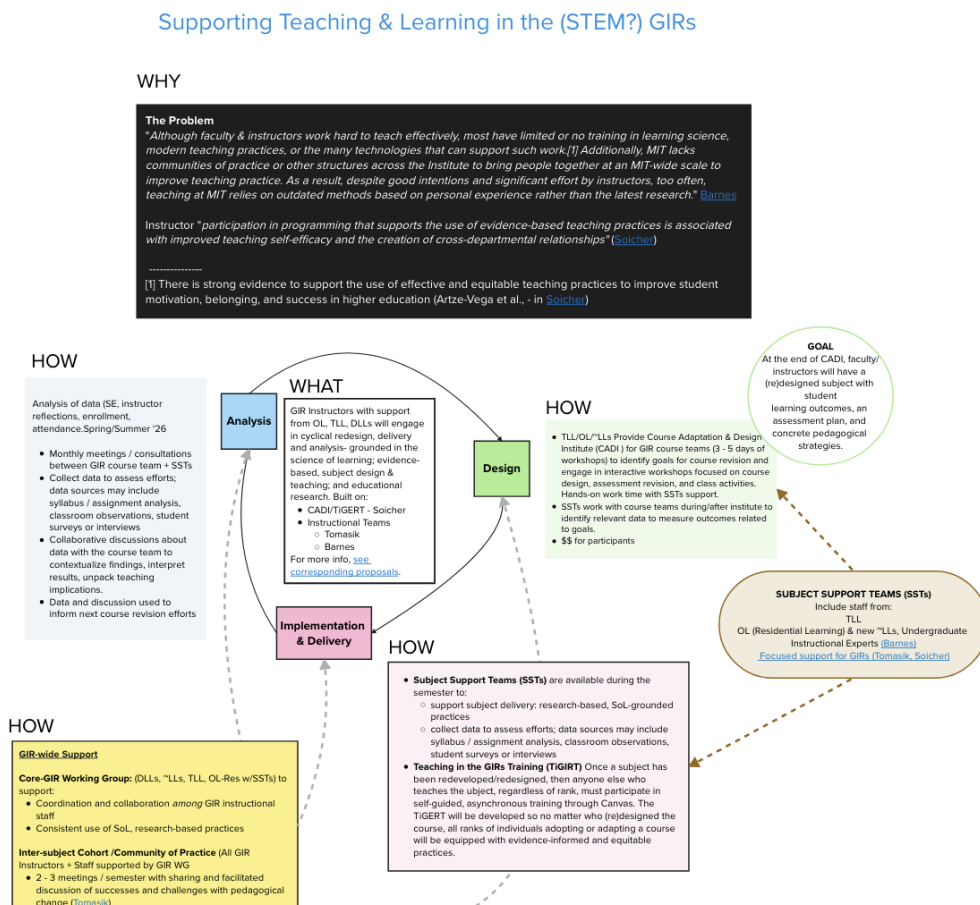 Supporting Teaching & Learning in the (STEM?) GIRs
WHY
The Problem
"Although faculty & instructors work hard to teach effectively, most have limited or no training in learning science,
modern teaching practices, or the many technologies that can support such work.[1] Additionally, MIT lacks
communities of practice or other structures across the Institute to bring people together at an MIT-wide scale to
improve teaching practice. As a result, despite good intentions and significant effort by instructors, too often,
teaching at MIT relies on outdated methods based on personal experience rather than the latest research." Barnes
Instructor "participation in programming that supports the use of evidence-based teaching practices is associated
with improved teaching self-efficacy and the creation of cross-departmental relationships" (Soicher)
---------------
[1] There is strong evidence to support the use of effective and equitable teaching practices to improve student
motivation, belonging, and success in higher education (Artze-Vega et al., - in Soicher)
HOW
Analysis of data (SE, instructor
reflections, enrollment,
attendance.Spring/Summer '26
• Monthly meetings / consultations
between GIR course team + SSTs
• Collect data to assess efforts;
data sources may include
syllabus / assignment analysis,
classroom observations, student
surveys or interviews
• Collaborative discussions about
data with the course team to
contextualize findings, interpret
results, unpack teaching
implications.
• Data and discussion used to
inform next course revision efforts
Analysis
WHAT
GIR Instructors with support
from OL, TLL, DLLs will engage
in cyclical redesign, delivery
and analysis- grounded in the
science of learning; evidence-
based, subject design &
teaching; and educational
research. Built on:
• CADI/TiGERT - Soicher
• Instructional Teams
○ Tomasik
○ Barnes
For more info, see
corresponding proposals.
Design
Implementation
& Delivery
HOW
• TLL/OL/~LLs Provide Course Adaptation & Design
Institute (CADI ) for GIR course teams (3 - 5 days of
workshops) to identify goals for course revision and
engage in interactive workshops focused on course
design, assessment revision, and class activities.
Hands-on work time with SSTs support.
• SSTs work with course teams during/after institute to
identify relevant data to measure outcomes related
to goals.
• $$ for participants
GOAL
At the end of CADI, faculty/
instructors will have a
(re)designed subject with
student
learning outcomes, an
assessment plan, and
concrete pedagogical
strategies.
SUBJECT SUPPORT TEAMS (SSTs)
Include staff from:
TLL
OL (Residential Learning) & new ~LLs, Undergraduate
Instructional Experts (Barnes)
Focused support for GIRs (Tomasik, Soicher)
HOW
• Subject Support Teams (SSTs) are available during the
semester to:
○ support subject delivery: research-based, SoL-grounded
practices
○ collect data to assess efforts; data sources may include
syllabus / assignment analysis, classroom observations,
student surveys or interviews
• Teaching in the GIRs Training (TiGIRT) Once a subject has
been redeveloped/redesigned, then anyone else who
teaches the ubject, regardless of rank, must participate in
self-guided, asynchronous training through Canvas. The
TiGERT will be developed so no matter who (re)designed the
course, all ranks of individuals adopting or adapting a course
will be equipped with evidence-informed and equitable
practices.
HOW
GIR-wide Support
Core-GIR Working Group: (DLLs, ~LLs, TLL, OL-Res w/SSTs) to
support:
• Coordination and collaboration among GIR instructional
staff
• Consistent use of SoL, research-based practices
Inter-subject Cohort /Community of Practice (All GIR
Instructors + Staff supported by GIR WG
• 2 - 3 meetings / semester with sharing and facilitated
discussion of successes and challenges with pedagogical
change (Tomasik)